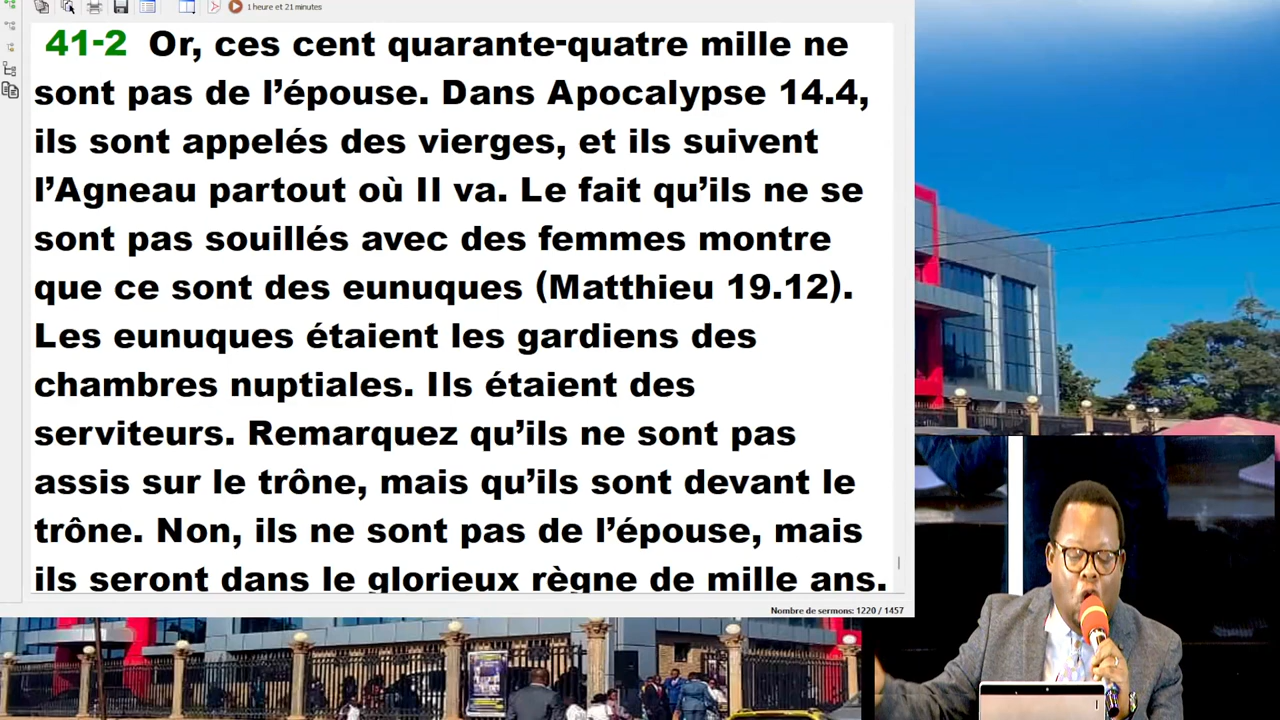 1 heure et 21 minutes
41-2 Or, ces cent quarante-quatre mille ne
sont pas de l’épouse. Dans Apocalypse 14.4,
ils sont appelés des vierges, et ils suivent
l’Agneau partout où Il va. Le fait qu’ils ne se
sont pas souillés avec des femmes montre
que ce sont des eunuques (Matthieu 19.12).
Les eunuques étaient les gardiens des
chambres nuptiales. Ils étaient des
serviteurs. Remarquez qu’ils ne sont pas
assis sur le trône, mais qu’ils sont devant le
trône. Non, ils ne sont pas de l’épouse, mais
ils seront dans le glorieux règne de mille ans.
Nombre de sermons: 1220 / 1457